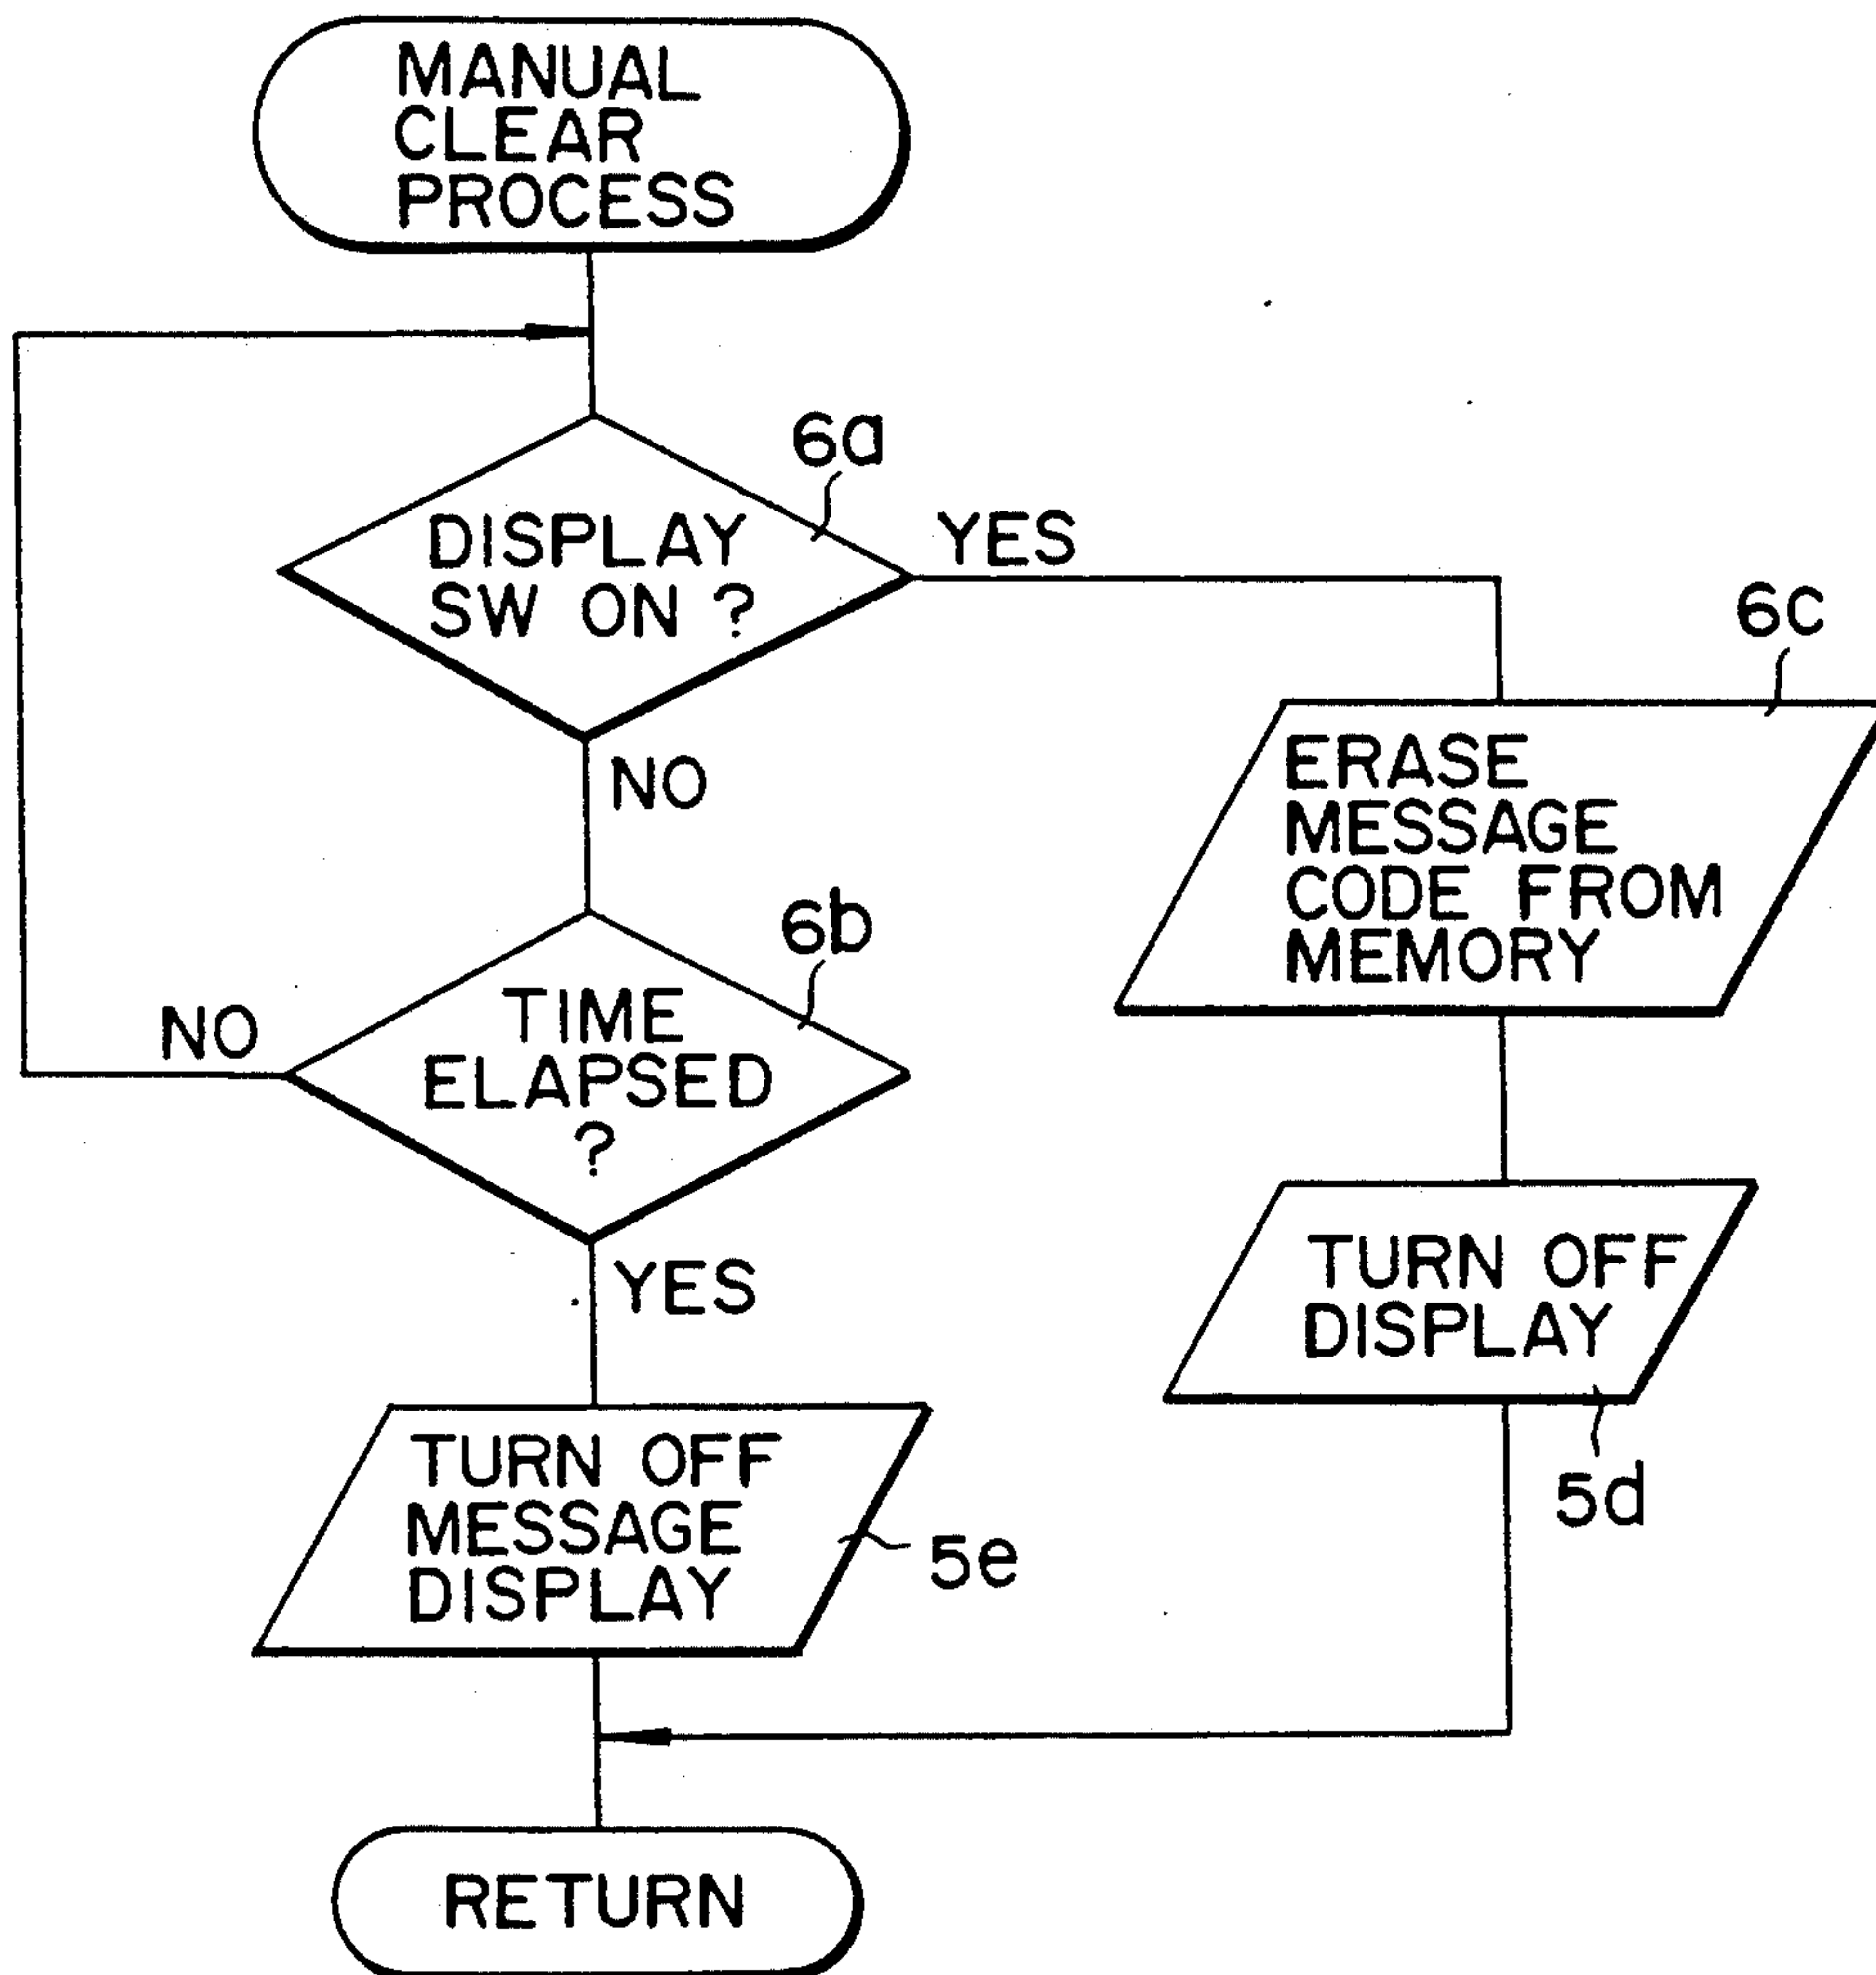 MANUAL
CLEAR
PROCESS
6a
DISPLAY
SW ON ?
YES
NO
6c
ERASE
MESSAGE
CODE FROM
MEMORY
6b
TIME
ELAPSED
?
NO
YES
TURN OFF
DISPLAY
5d
TURN OFF
MESSAGE
DISPLAY
5e
RETURN